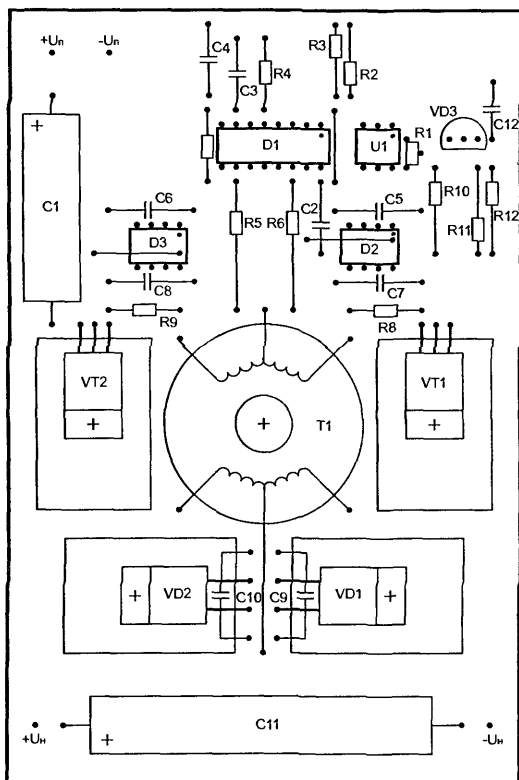 +Uп
-Uп
C4
C3
R4
R3
R2
VD3
C12
D1
U1
R1
C1
C6
R5
R6
C2
C5
R10
R11
R12
D3
D2
C8
C7
R9
R8
VT2
VT1
T1
VD2
C10
C9
VD1
C11
+Uн
-Uн